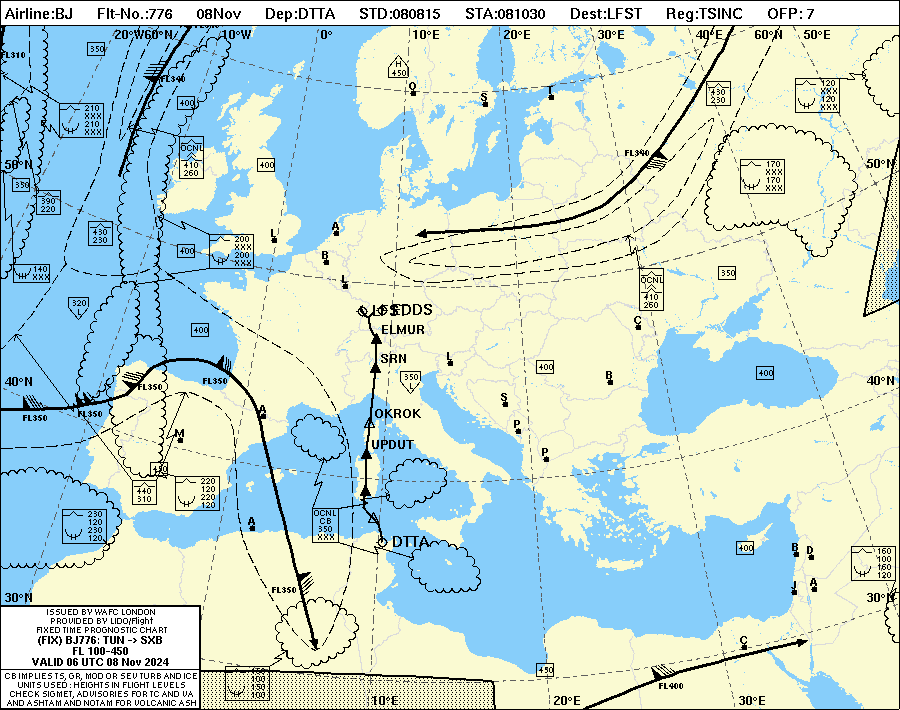 Airline:BJ Flt-No.:776 08Nov Dep:DTTA STD:080815 STA:081030 Dest:LFST Reg:TSINC OFP: 7
20°W 60°N 10°W 0° 10°E 20°E 30°E 40°E 60°N 50°E
FL310
350
FL340
H
450
O
S
T
400
210
XXX
210
XXX
430
230
120
XXX
120
XXX
OCNL
410
260
400
FL340
50°N
50°N
170
XXX
170
XXX
350
390
220
430
230
L
A
400
200
XXX
200
XXX
B
L
140
XXX
350
OCNL
410
260
320
L
EDDS
C
400
ELMUR
SRN
L
350
L
400
400
40°N
40°N
B
FL350
FL350
FL350
FL350
A
OKROK
S
P
M
UPDUT
P
450
440
310
220
120
220
120
230
120
230
120
A
OCNL
CB
350
XXX
DTTA
400
B
D
160
100
160
120
J
A
FL350
30°N
30°N
ISSUED BY WAFC LONDON
PROVIDED BY LIDO/Flight
FIXED TIME PROGNOSTIC CHART
(FIX) BJ776: TUN -> SXB
FL 100-450
VALID 06 UTC 08 Nov 2024
CB IMPLIES TS, GR, MOD OR SEV TURB AND ICE
UNITS USED : HEIGHTS IN FLIGHT LEVELS
CHECK SIGMET, ADVISORIES FOR TC AND VA
AND ASHTAM AND NOTAM FOR VOLCANIC ASH
C
450
FL400
150
100
10°E 20°E 30°E